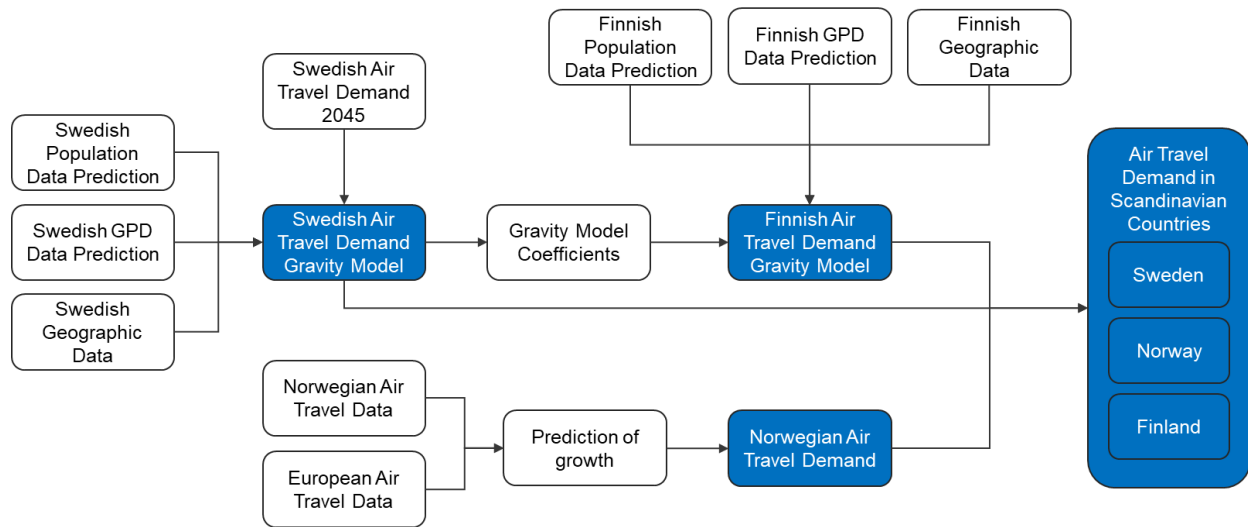 Finnish
Population
Data Prediction
Finnish GPD
Data Prediction
Finnish
Geographic
Data
Swedish Air
Travel Demand
2045
Swedish
Population
Data Prediction
Swedish GPD
Data Prediction
Swedish
Geographic
Data
Swedish Air
Travel Demand
Gravity Model
Gravity Model
Coefficients
Finnish Air
Travel Demand
Gravity Model
Norwegian Air
Travel Data
European Air
Travel Data
Prediction of
growth
Norwegian Air
Travel Demand
Air Travel
Demand in
Scandinavian
Countries
Sweden
Norway
Finland